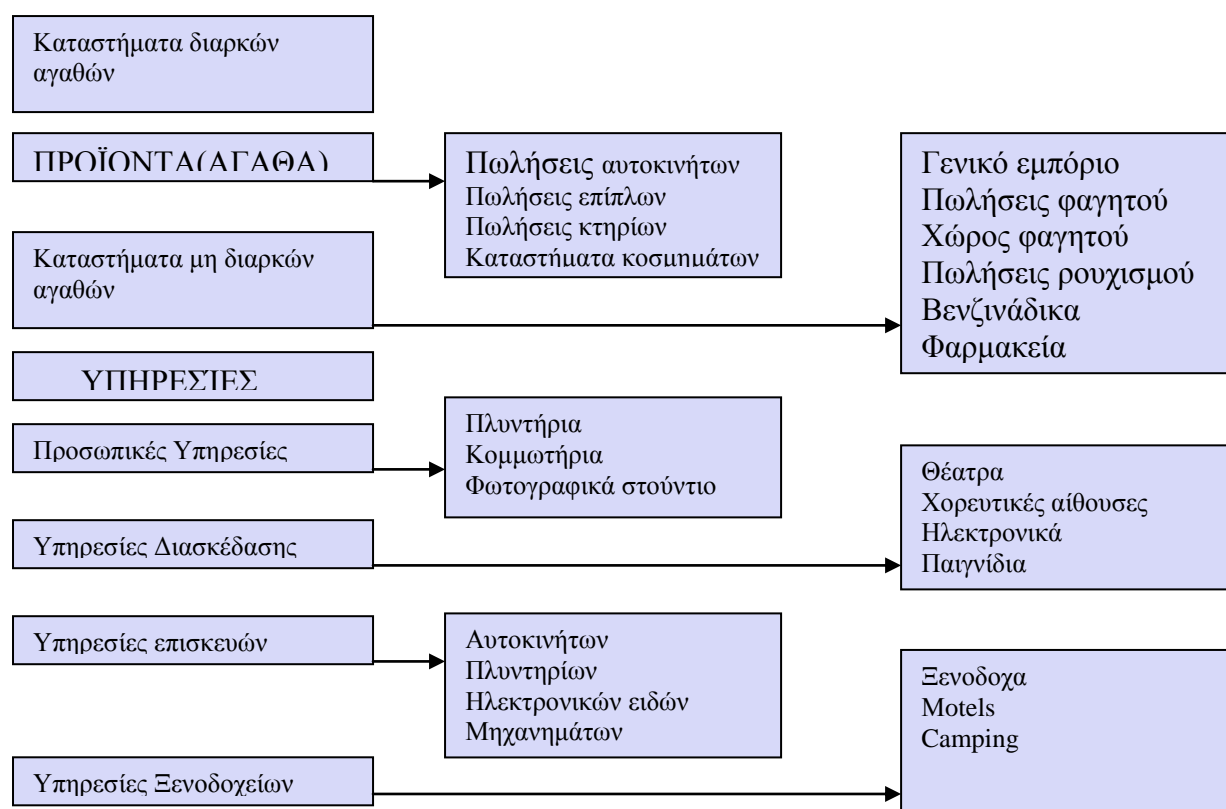 Καταστήματα διαρκών
αγαθών
ΠΡΟΪΟΝΤΑ(ΑΓΑΘΑ)
Πωλήσεις αυτοκινήτων
Πωλήσεις επίπλων
Πωλήσεις κτηρίων
Καταστήματα κοσμημάτων
Γενικό εμπόριο
Πωλήσεις φαγητού
Χώρος φαγητού
Πωλήσεις ρουχισμού
Βενζινάδικα
Φαρμακεία
Καταστήματα μη διαρκών
αγαθών
ΥΠΗΡΕΣΊΕΣ
Προσωπικές Υπηρεσίες
Πλυντήρια
Κομμωτήρια
Φωτογραφικά στούντιο
Υπηρεσίες Διασκέδασης
Θέατρα
Χορευτικές αίθουσες
Ηλεκτρονικά
Παιγνίδια
Υπηρεσίες επισκευών
Αυτοκινήτων
Πλυντηρίων
Ηλεκτρονικών ειδών
Μηχανημάτων
Υπηρεσίες Ξενοδοχείων
Ξενοδοχα
Motels
Camping